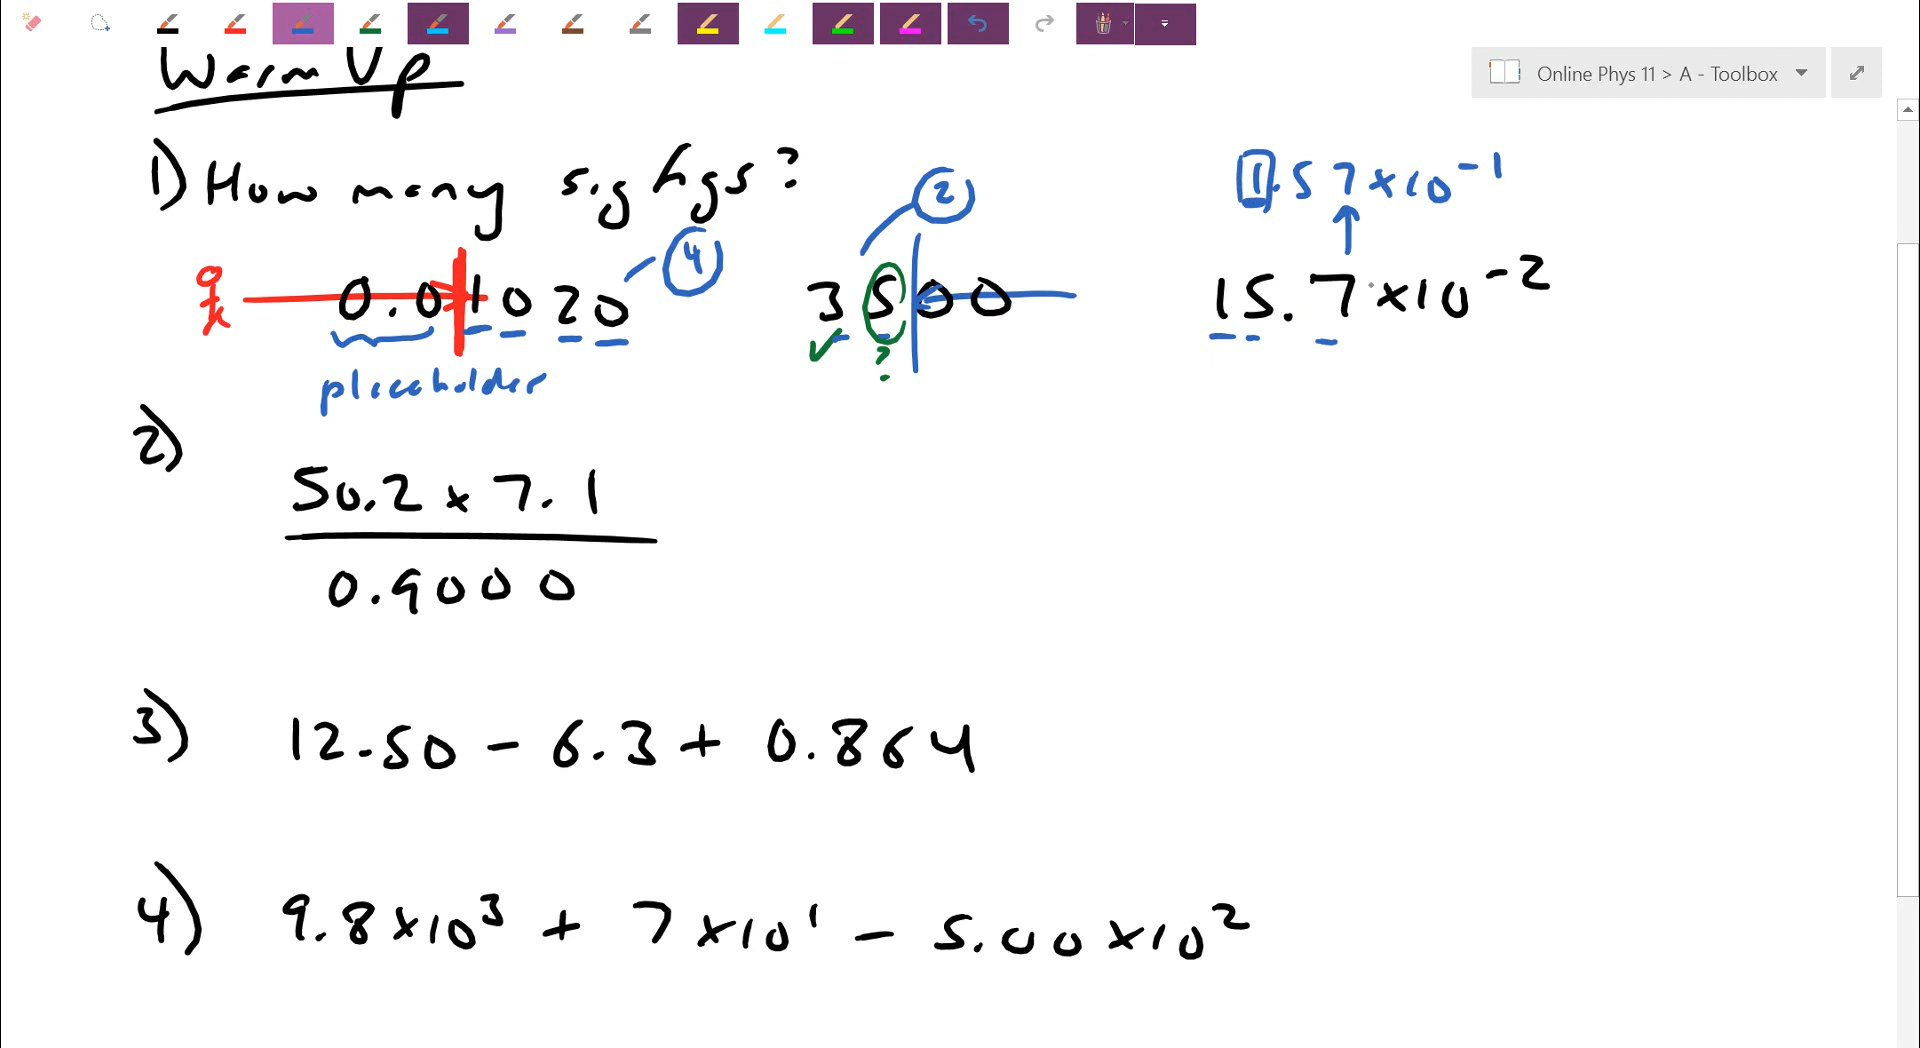 Online Phys 11 > A - Toolbox
Warm Up
1) How many sig figs?
0.01020
4
placeholder
3500
2
?
1.57×10⁻¹
15.7×10⁻²
2)
50.2 × 7.1
0.9000
3) 12.50 - 6.3 + 0.864
4) 9.8×10³ + 7×10¹ - 5.00×10²